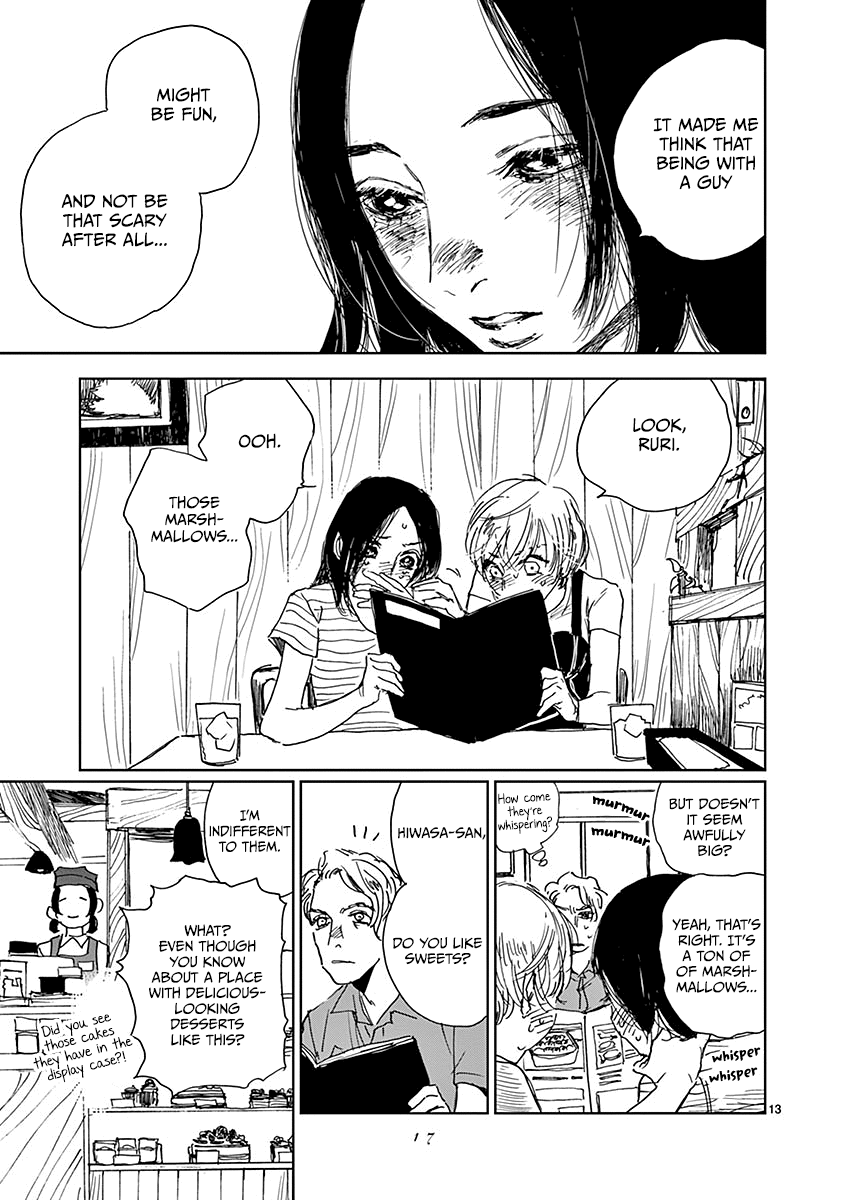 IT MADE ME
THINK THAT
BEING WITH
A GUY
MIGHT
BE FUN,
AND NOT BE
THAT SCARY
AFTER ALL...
LOOK,
RURI.
OOH.
THOSE
MARSH-
MALLOWS...
BUT DOESN'T
IT SEEM
AWFULLY
BIG?
murmur
murmur
How come
they're
whispering?
YEAH, THAT'S
RIGHT. IT'S
A TON OF
OF MARSH-
MALLOWS...
whisper
whisper
HIWASA-SAN,
DO YOU LIKE
SWEETS?
I'M
INDIFFERENT
TO THEM.
WHAT?
EVEN THOUGH
YOU KNOW
ABOUT A PLACE
WITH DELICIOUS-
LOOKING
DESSERTS
LIKE THIS?
Did you see
those cakes
they have in the
display case?!
13
17